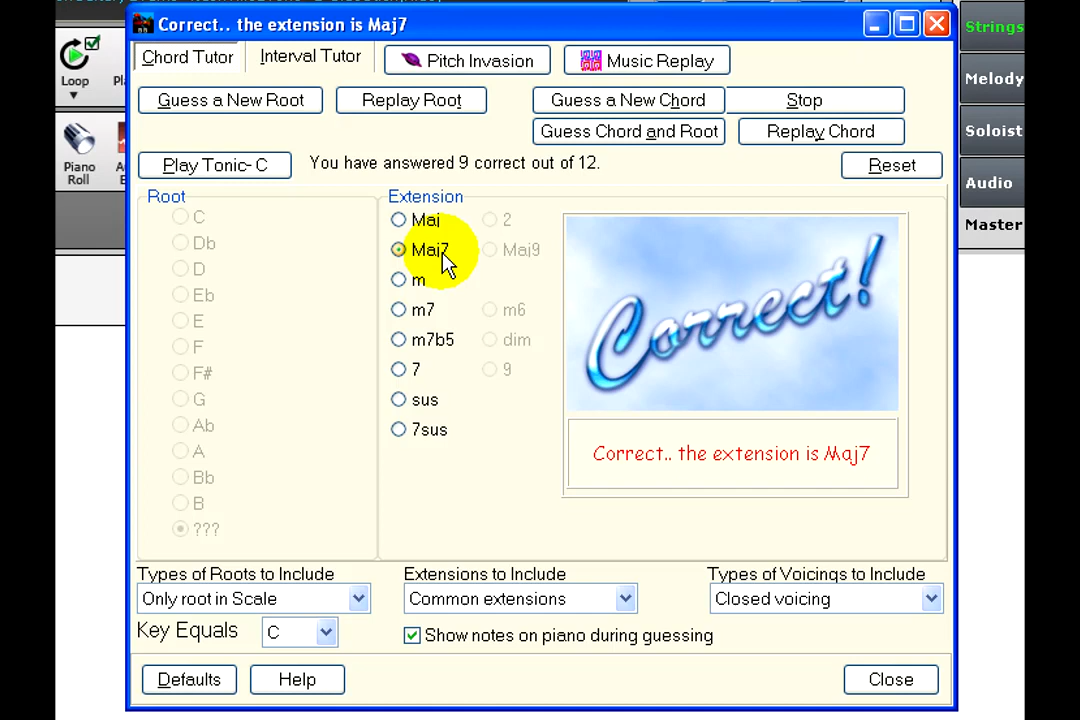 Correct.. the extension is Maj7
Chord Tutor
Interval Tutor
Pitch Invasion
Music Replay
Guess a New Root
Replay Root
Guess a New Chord
Stop
Guess Chord and Root
Replay Chord
Play Tonic- C
You have answered 9 correct out of 12.
Reset
Root
C
Db
D
Eb
E
F
F#
G
Ab
A
Bb
B
???
Extension
Maj
2
Maj7
Maj9
m
m7
m6
m7b5
dim
7
9
sus
7sus
Correct!
Correct.. the extension is Maj7
Types of Roots to Include
Only root in Scale
Extensions to Include
Common extensions
Types of Voicings to Include
Closed voicing
Key Equals
C
Show notes on piano during guessing
Defaults
Help
Close
Loop
Piano
Roll
Strings
Melody
Soloist
Audio
Master